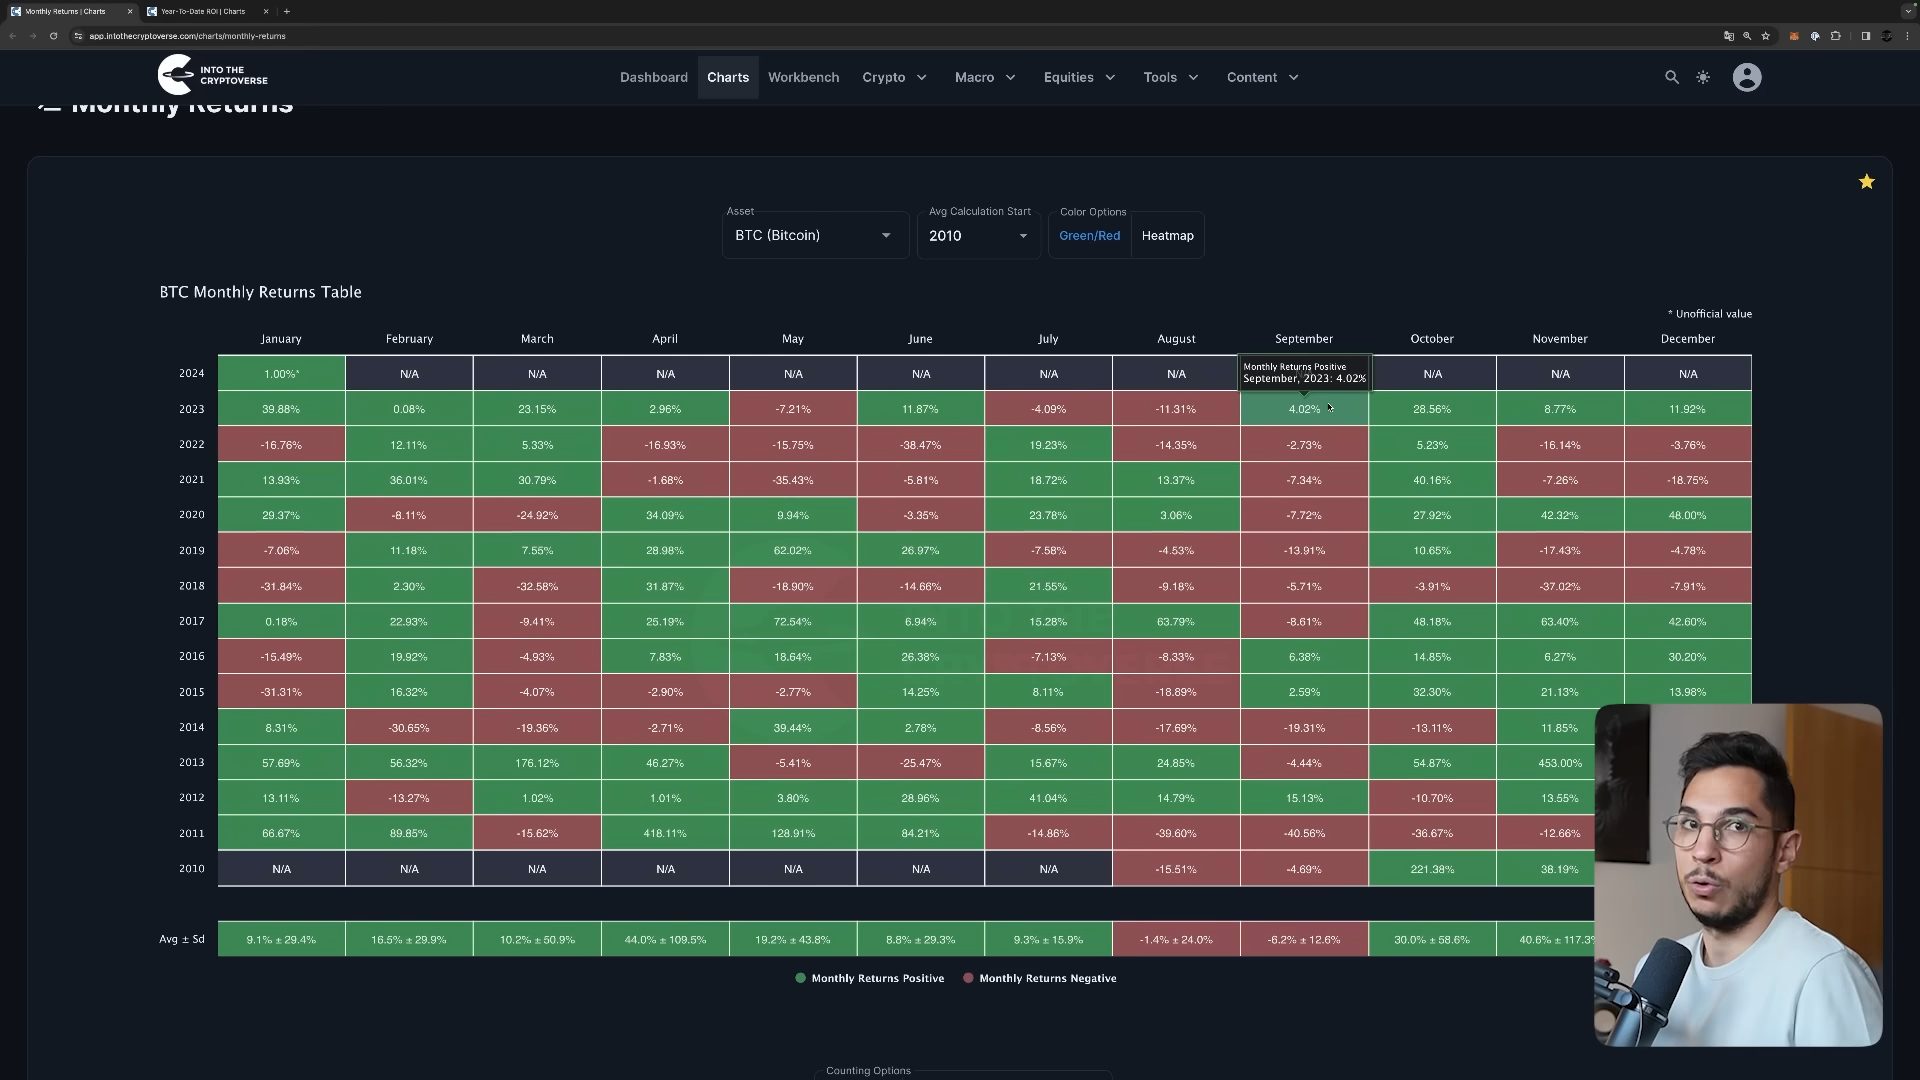 Monthly Returns | Charts
Year-To-Date ROI | Charts
app.intothecryptoverse.com/charts/monthly-returns
INTO THE CRYPTOVERSE
Dashboard Charts Workbench Crypto Macro Equities Tools Content
Monthly Returns
Asset Avg Calculation Start Color Options
BTC (Bitcoin) 2010 Green/Red Heatmap
BTC Monthly Returns Table
* Unofficial value
January February March April May June July August September October November December
2024 1.00%* N/A N/A N/A N/A N/A N/A N/A N/A N/A N/A
Monthly Returns Positive
September, 2023: 4.02%
2023 39.88% 0.08% 23.15% 2.96% -7.21% 11.87% -4.09% -11.31% 4.02% 28.56% 8.77% 11.92%
2022 -16.76% 12.11% 5.33% -16.93% -15.75% -38.47% 19.23% -14.35% -2.73% 5.23% -16.14% -3.76%
2021 13.93% 36.01% 30.79% -1.68% -35.43% -5.81% 18.72% 13.37% -7.34% 40.16% -7.26% -18.75%
2020 29.37% -8.11% -24.92% 34.09% 9.94% -3.35% 23.78% 3.06% -7.72% 27.92% 42.32% 48.00%
2019 -7.06% 11.18% 7.55% 28.98% 62.02% 26.97% -7.58% -4.53% -13.91% 10.65% -17.43% -4.78%
2018 -31.84% 2.30% -32.58% 31.87% -18.90% -14.66% 21.55% -9.18% -5.71% -3.91% -37.02% -7.91%
2017 0.18% 22.93% -9.41% 25.19% 72.54% 6.94% 15.28% 63.79% -8.61% 48.18% 63.40% 42.60%
2016 -15.49% 19.92% -4.93% 7.83% 18.64% 26.38% -7.13% -8.33% 6.38% 14.85% 6.27% 30.20%
2015 -31.31% 16.32% -4.07% -2.90% -2.77% 14.25% 8.11% -18.89% 2.59% 32.30% 21.13% 13.98%
2014 8.31% -30.65% -19.36% -2.71% 39.44% 2.78% -8.56% -17.69% -19.31% -13.11% 11.85%
2013 57.69% 56.32% 176.12% 46.27% -5.41% -25.47% 15.67% 24.85% -4.44% 54.87% 453.00%
2012 13.11% -13.27% 1.02% 1.01% 3.80% 28.96% 41.04% 14.79% 15.13% -10.70% 13.55%
2011 66.67% 89.85% -15.62% 418.11% 128.91% 84.21% -14.86% -39.60% -40.56% -36.67% -12.66%
2010 N/A N/A N/A N/A N/A N/A N/A -15.51% -4.69% 221.38% 38.19%
Avg ± Sd 9.1% ± 29.4% 16.5% ± 29.9% 10.2% ± 50.9% 44.0% ± 109.5% 19.2% ± 43.8% 8.8% ± 29.3% 9.3% ± 15.9% -1.4% ± 24.0% -6.2% ± 12.6% 30.0% ± 58.6% 40.6% ± 117.3%
Monthly Returns Positive Monthly Returns Negative
Counting Options